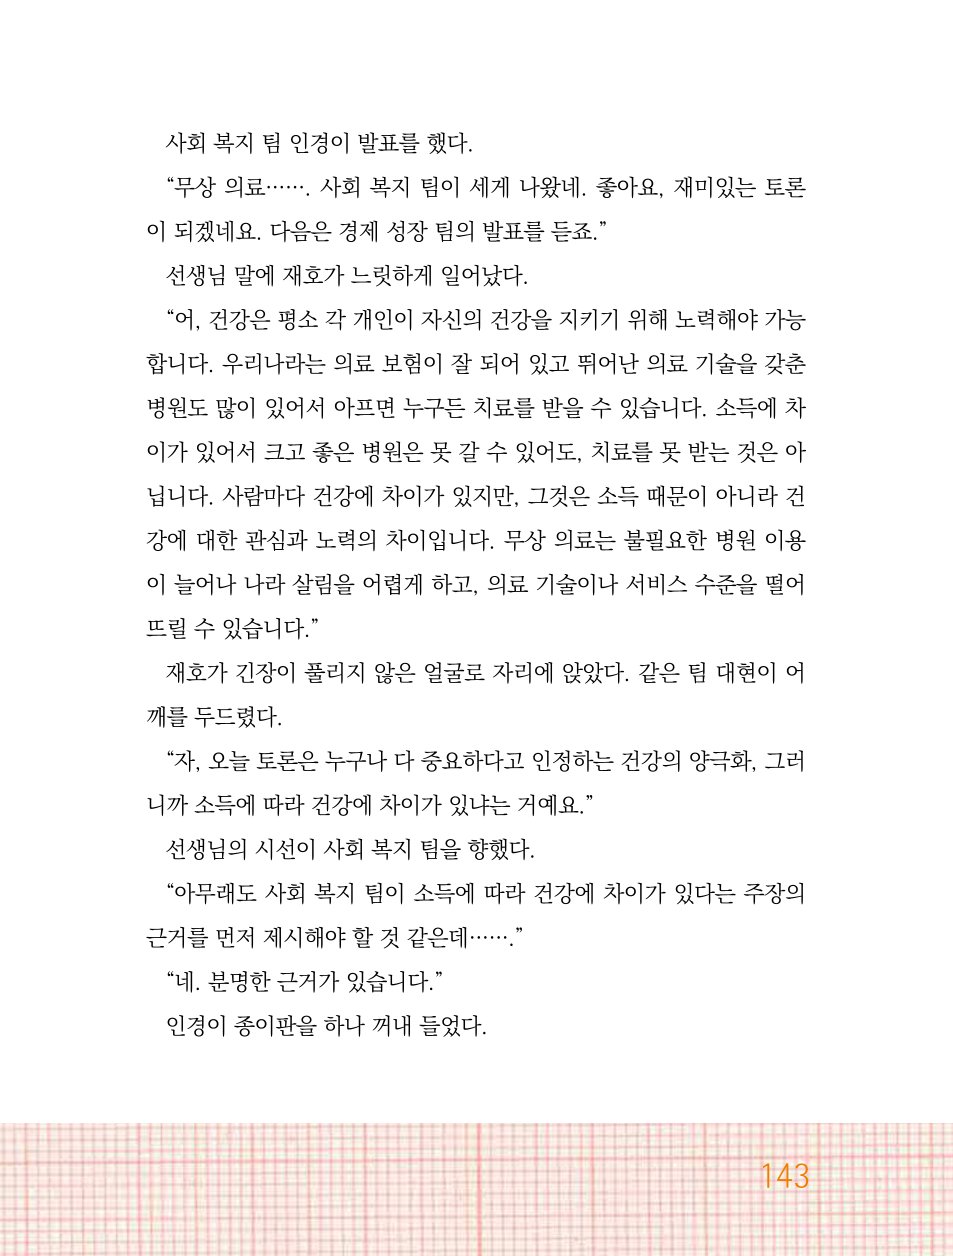 사회 복지 팀 인경이 발표를 했다.
“무상 의료……. 사회 복지 팀이 세게 나왔네. 좋아요, 재미있는 토론
이 되겠네요. 다음은 경제 성장 팀의 발표를 듣죠.”
선생님 말에 재호가 느릿하게 일어났다.
“어, 건강은 평소 각 개인이 자신의 건강을 지키기 위해 노력해야 가능
합니다. 우리나라는 의료 보험이 잘 되어 있고 뛰어난 의료 기술을 갖춘
병원도 많이 있어서 아프면 누구든 치료를 받을 수 있습니다. 소득에 차
이가 있어서 크고 좋은 병원은 못 갈 수 있어도, 치료를 못 받는 것은 아
닙니다. 사람마다 건강에 차이가 있지만, 그것은 소득 때문이 아니라 건
강에 대한 관심과 노력의 차이입니다. 무상 의료는 불필요한 병원 이용
이 늘어나 나라 살림을 어렵게 하고, 의료 기술이나 서비스 수준을 떨어
뜨릴 수 있습니다.”
재호가 긴장이 풀리지 않은 얼굴로 자리에 앉았다. 같은 팀 대현이 어
깨를 두드렸다.
“자, 오늘 토론은 누구나 다 중요하다고 인정하는 건강의 양극화, 그러
니까 소득에 따라 건강에 차이가 있냐는 거예요.”
선생님의 시선이 사회 복지 팀을 향했다.
“아무래도 사회 복지 팀이 소득에 따라 건강에 차이가 있다는 주장의
근거를 먼저 제시해야 할 것 같은데…….”
“네. 분명한 근거가 있습니다.”
인경이 종이판을 하나 꺼내 들었다.
143